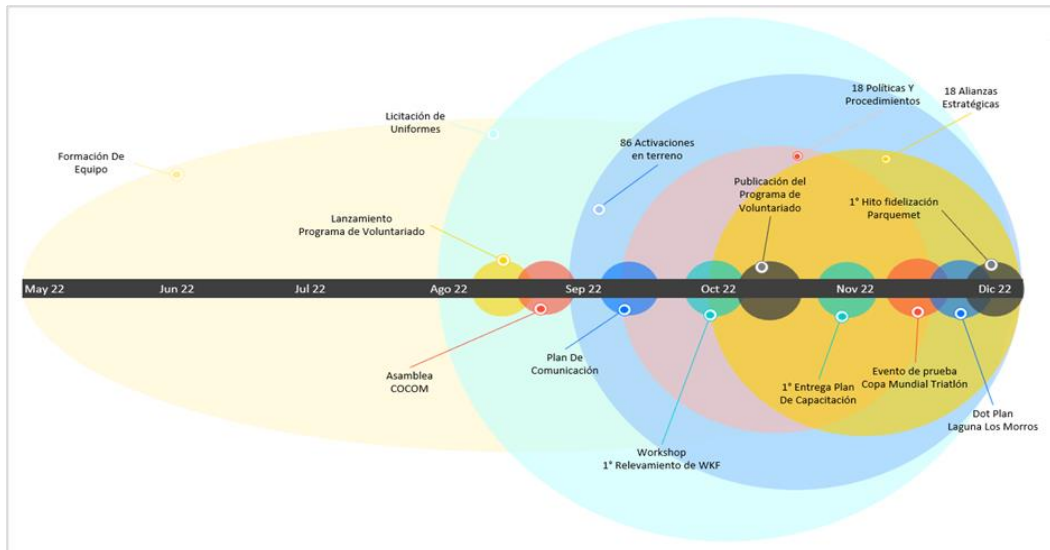 18 Políticas Y
Procedimientos
18 Alianzas
Estratégicas
Licitación de
Uniformes
86 Activaciones
en terreno
Formación De
Equipo
Publicación del
Programa de
Voluntariado
1° Hito fidelización
Parquemet
Lanzamiento
Programa de Voluntariado
May 22
Jun 22
Jul 22
Ago 22
Sep 22
Oct 22
Nov 22
Dic 22
Asamblea
COCOM
Plan De
Comunicación
Workshop
1° Relevamiento de WKF
1° Entrega Plan
De Capacitación
Evento de prueba
Copa Mundial Triatlón
Dot Plan
Laguna Los Morros